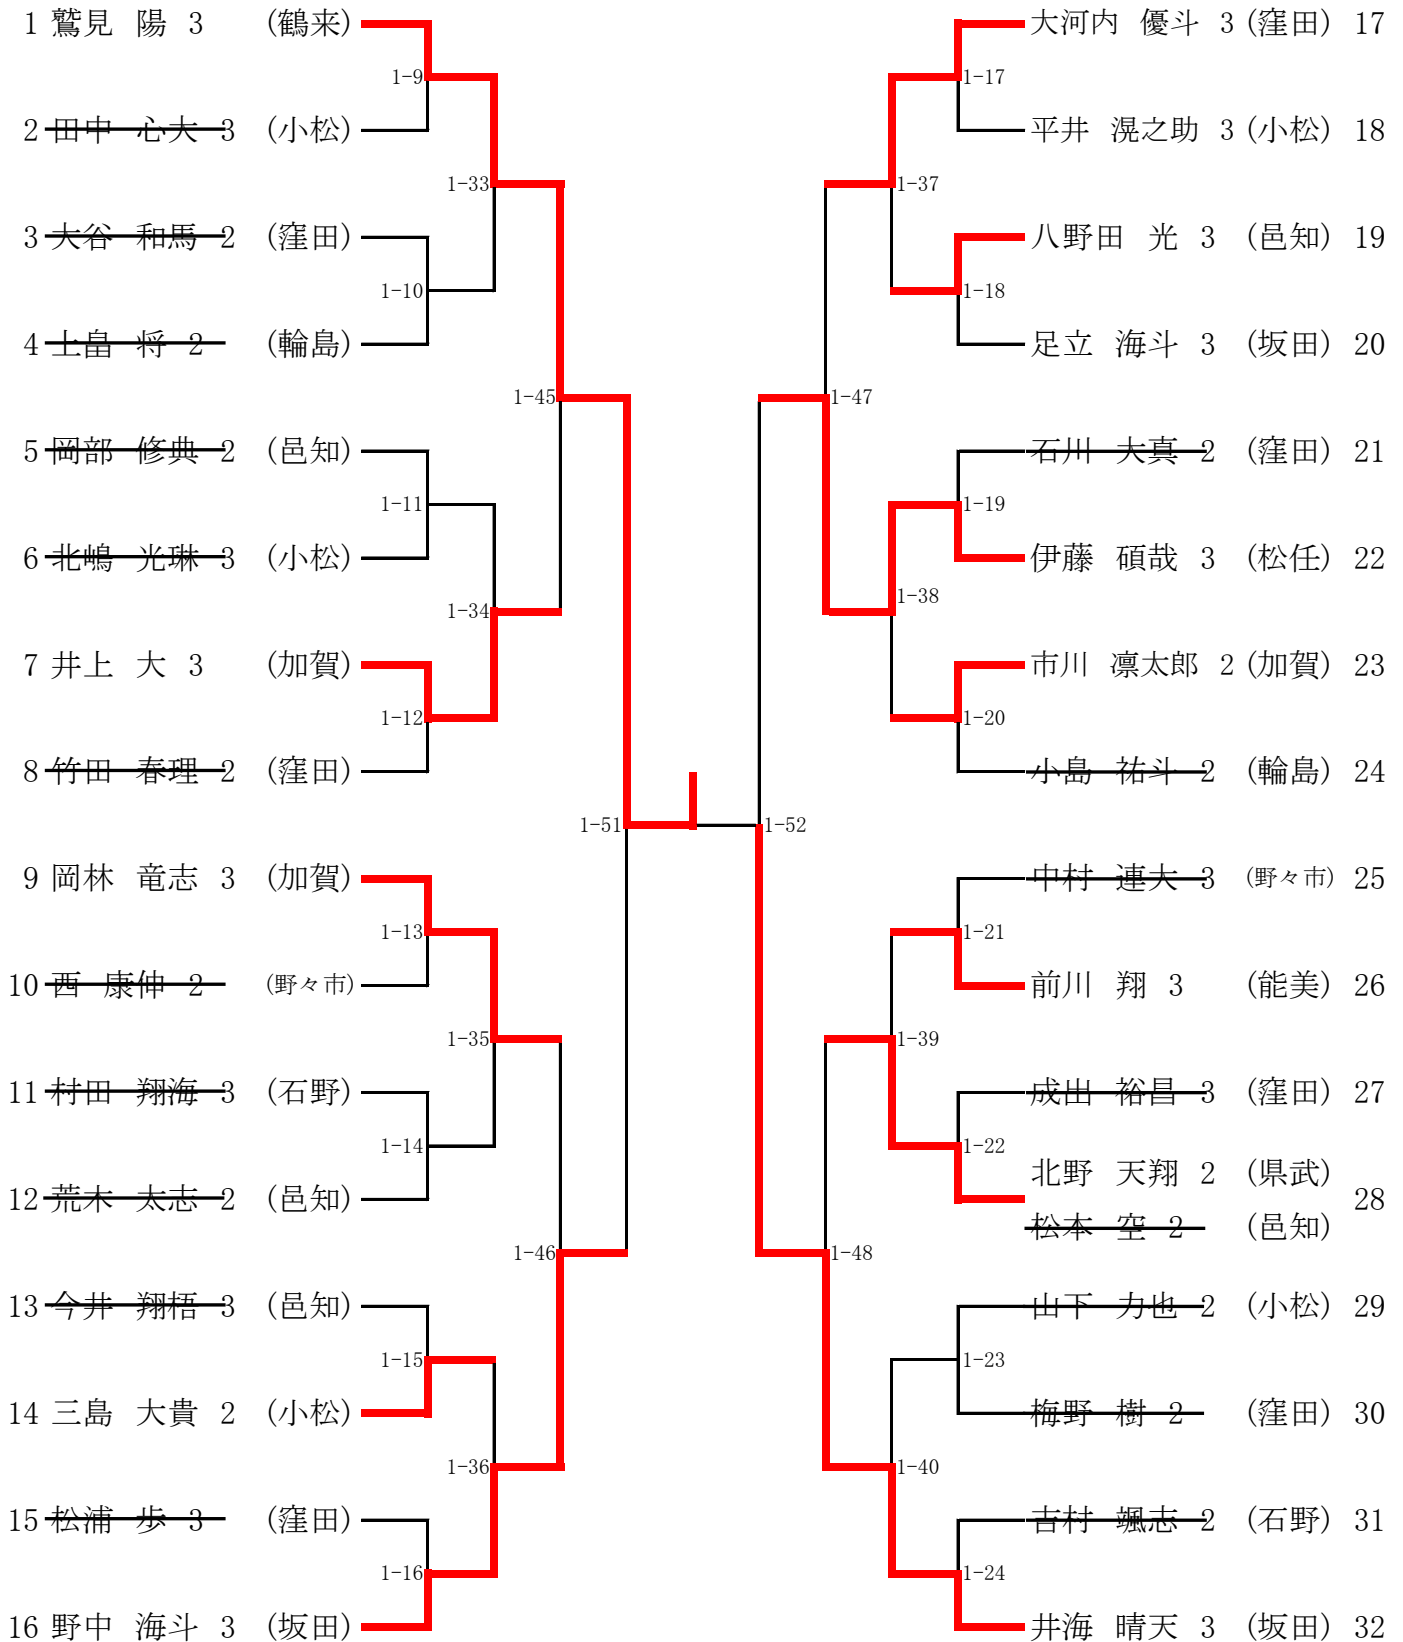 1 鷲見 陽 3 (鶴来)
1-9
2 田中 心大 3 (小松)
1-33
3 大谷 和馬 2 (窪田)
1-10
4 上畠 将 2 (輪島)
1-45
5 岡部 修典 2 (邑知)
1-11
6 北嶋 光琳 3 (小松)
1-34
7 井上 大 3 (加賀)
1-12
8 竹田 春理 2 (窪田)
1-51
9 岡林 竜志 3 (加賀)
1-13
10 西 康伸 2 (野々市)
1-35
11 村田 翔海 3 (石野)
1-14
12 荒木 太志 2 (邑知)
1-46
13 今井 翔梧 3 (邑知)
1-15
14 三島 大貴 2 (小松)
1-36
15 松浦 歩 3 (窪田)
1-16
16 野中 海斗 3 (坂田)
大河内 優斗 3 (窪田) 17
1-17
平井 滉之助 3 (小松) 18
1-37
八野田 光 3 (邑知) 19
1-18
足立 海斗 3 (坂田) 20
1-47
石川 大真 2 (窪田) 21
1-19
伊藤 碩哉 3 (松任) 22
1-38
市川 凛太郎 2 (加賀) 23
1-20
小島 祐斗 2 (輪島) 24
1-52
中村 連大 3 (野々市) 25
1-21
前川 翔 3 (能美) 26
1-39
成出 裕昌 3 (窪田) 27
1-22
北野 天翔 2 (県武)
28
松本 空 2 (邑知)
1-48
山下 力也 2 (小松) 29
1-23
梅野 樹 2 (窪田) 30
1-40
吉村 颯志 2 (石野) 31
1-24
井海 晴天 3 (坂田) 32